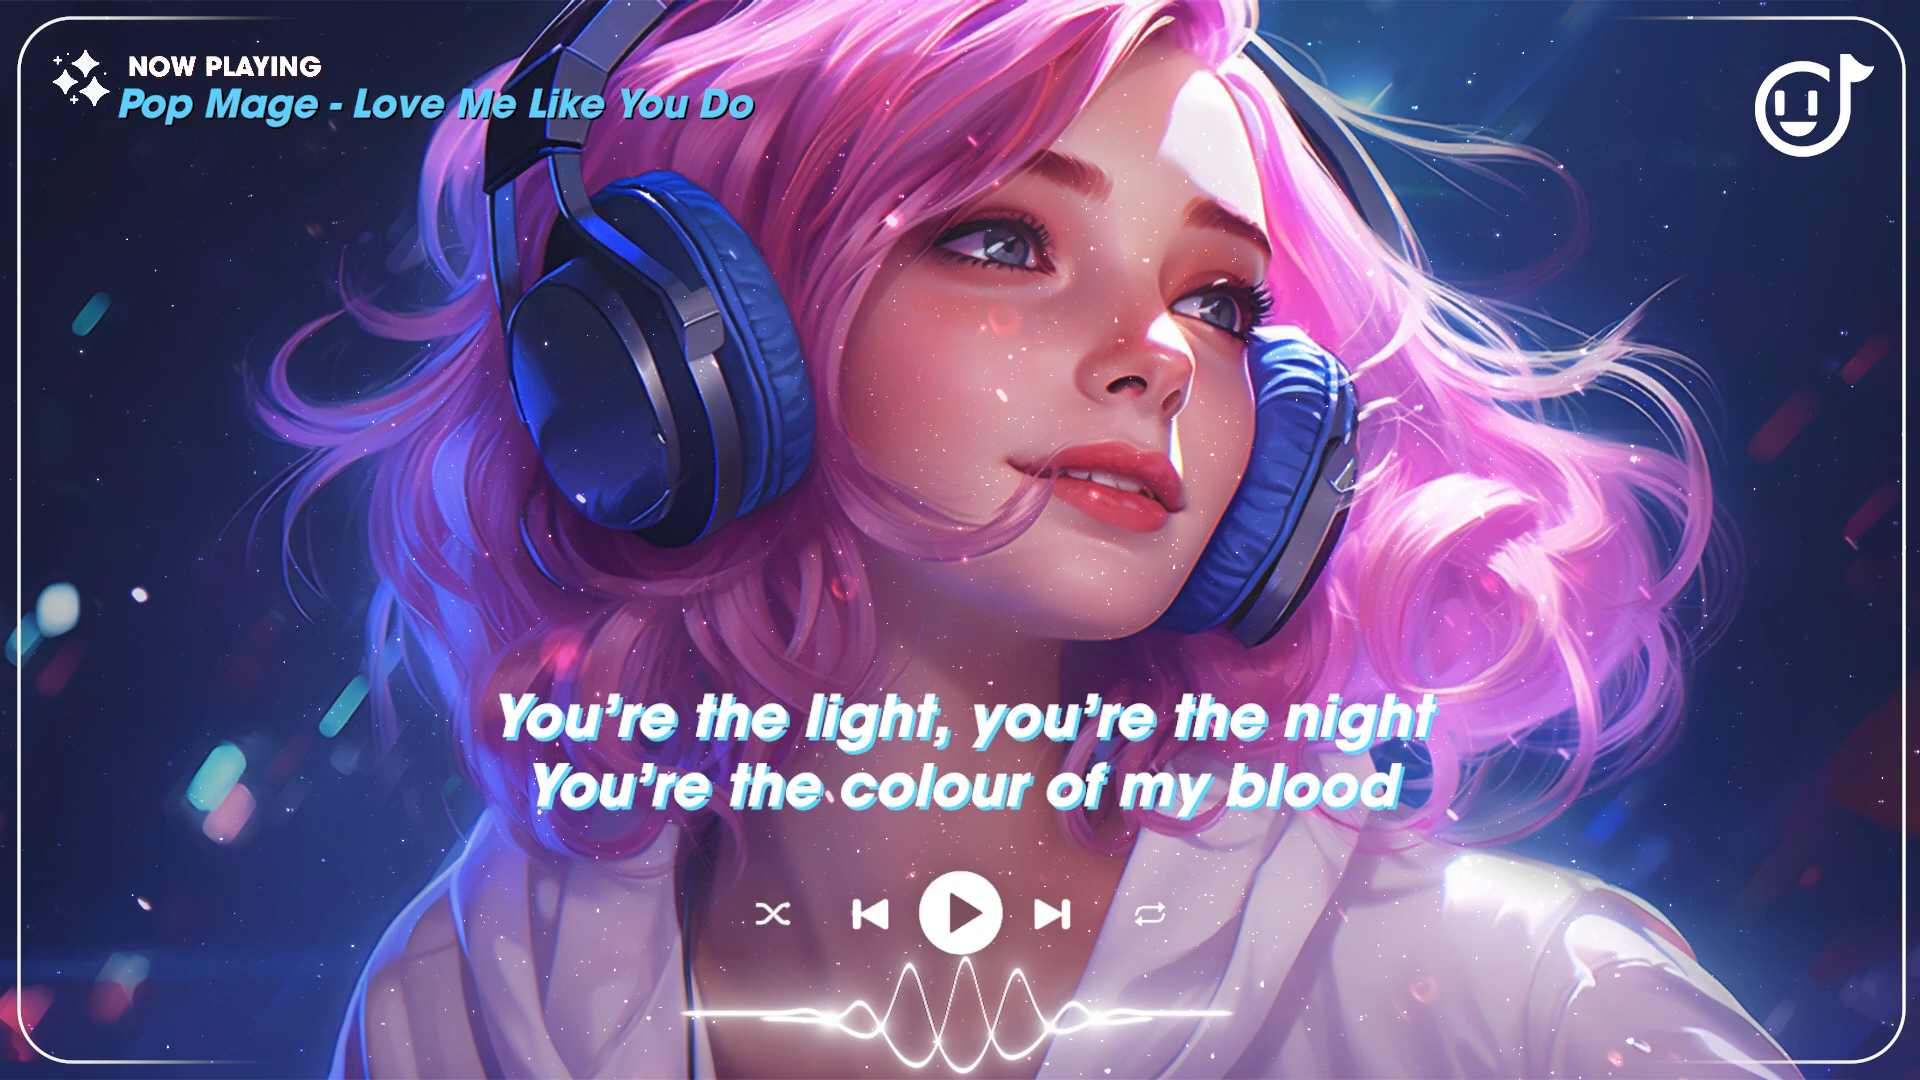 NOW PLAYING
Pop Mage - Love Me Like You Do
You’re the light, you’re the night
You’re the colour of my blood